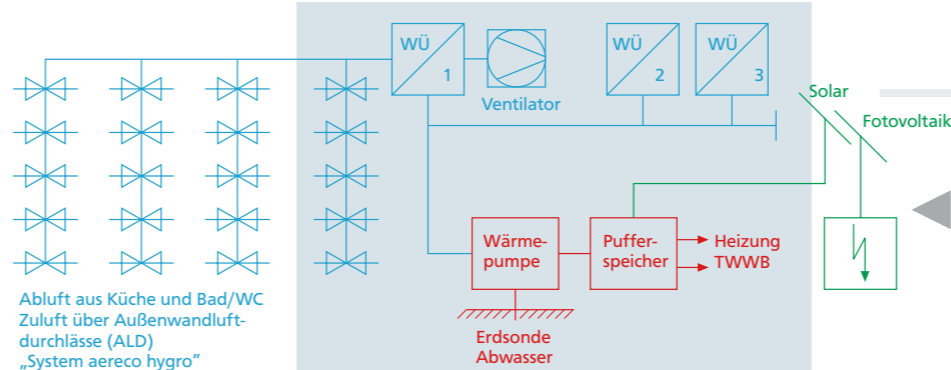 WÜ
1
Ventilator
WÜ
2
WÜ
3
Solar
Fotovoltaik
Wärme-
pumpe
Puffer-
speicher
Heizung
TWWB
Erdsonde
Abwasser
Abluft aus Küche und Bad/WC
Zuluft über Außenwandluft-
durchlässe (ALD)
„System aereco hygro”